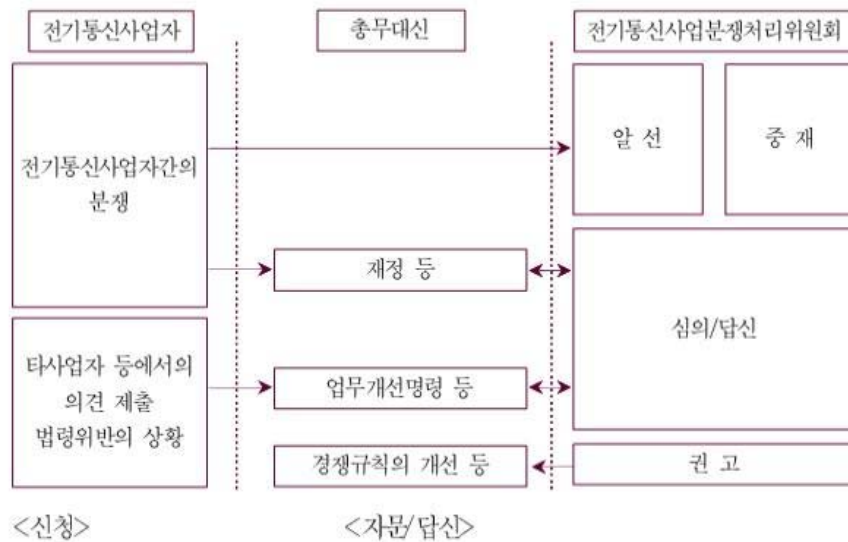 전기통신사업자
총무대신
전기통신사업분쟁처리위원회
알 선
중 재
전기통신사업자간의
분쟁
재정 등
심의/답신
타사업자 등에서의
의견 제출
법령위반의 상황
업무개선명령 등
경쟁규칙의 개선 등
권 고
<신청>
<자문/답신>